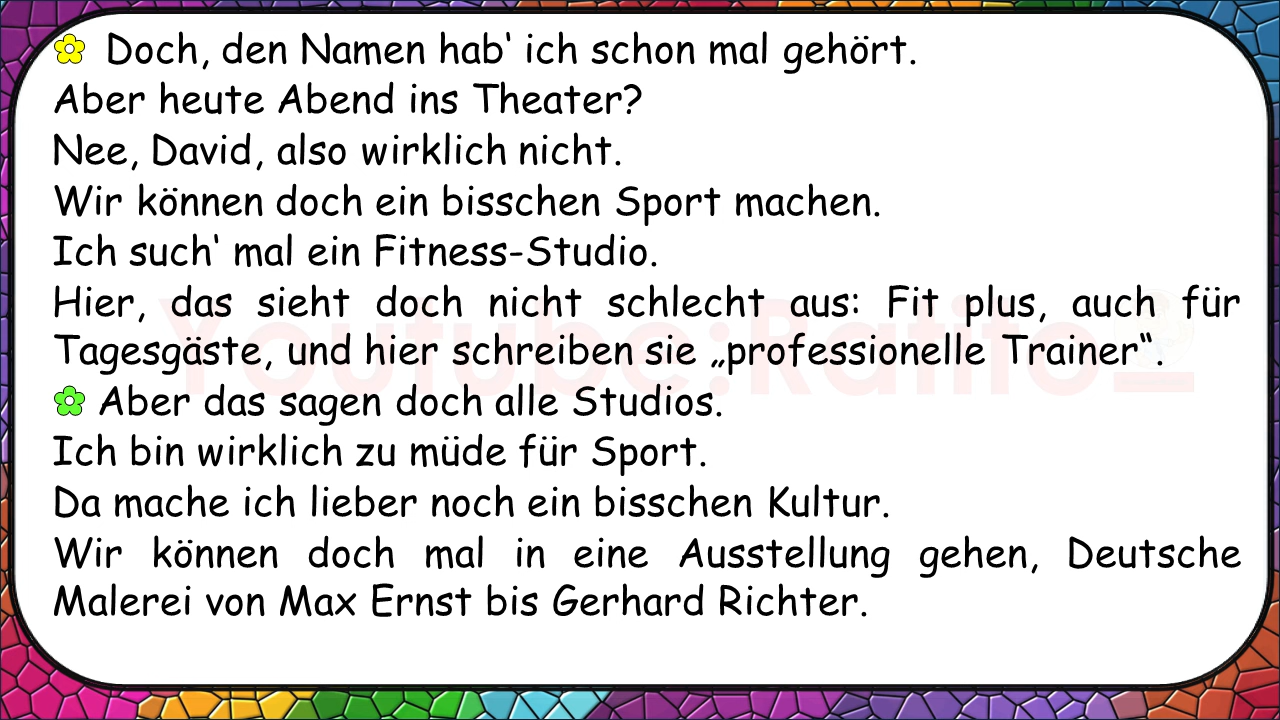 Doch, den Namen hab' ich schon mal gehört.
Aber heute Abend ins Theater?
Nee, David, also wirklich nicht.
Wir können doch ein bisschen Sport machen.
Ich such' mal ein Fitness-Studio.
Hier, das sieht doch nicht schlecht aus: Fit plus, auch für
Tagesgäste, und hier schreiben sie „professionelle Trainer“.
Aber das sagen doch alle Studios.
Ich bin wirklich zu müde für Sport.
Da mache ich lieber noch ein bisschen Kultur.
Wir können doch mal in eine Ausstellung gehen, Deutsche
Malerei von Max Ernst bis Gerhard Richter.
Youtube:Ratito